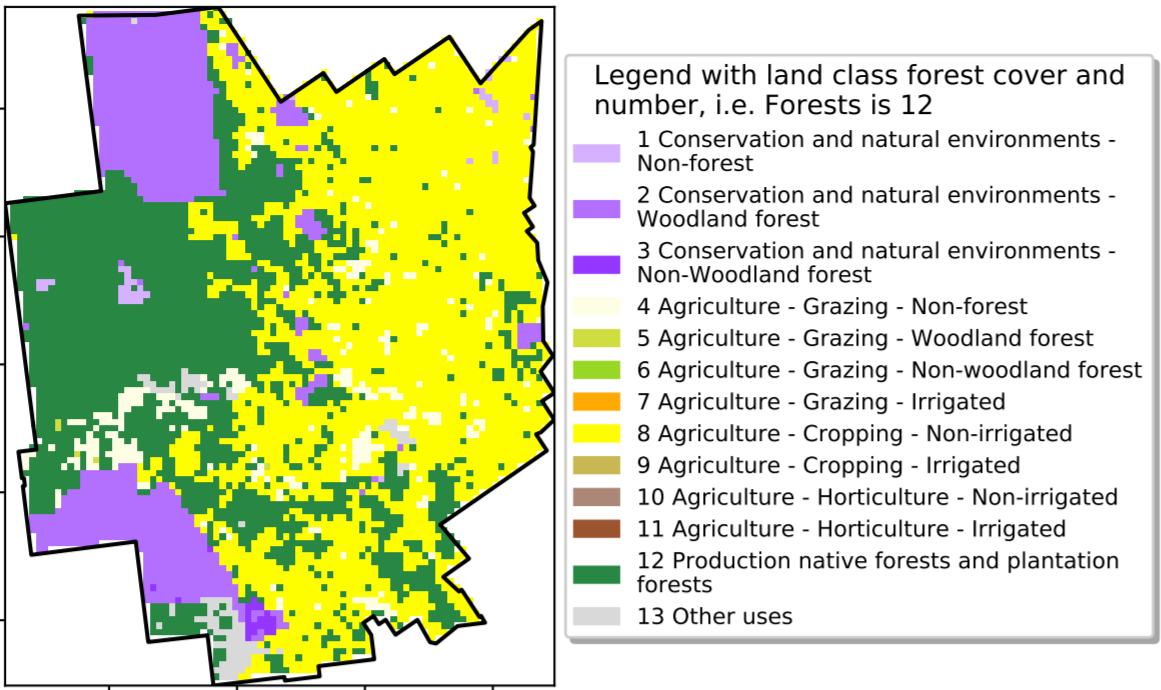 Legend with land class forest cover and
number, i.e. Forests is 12
1 Conservation and natural environments -
Non-forest
2 Conservation and natural environments -
Woodland forest
3 Conservation and natural environments -
Non-Woodland forest
4 Agriculture - Grazing - Non-forest
5 Agriculture - Grazing - Woodland forest
6 Agriculture - Grazing - Non-woodland forest
7 Agriculture - Grazing - Irrigated
8 Agriculture - Cropping - Non-irrigated
9 Agriculture - Cropping - Irrigated
10 Agriculture - Horticulture - Non-irrigated
11 Agriculture - Horticulture - Irrigated
12 Production native forests and plantation
forests
13 Other uses